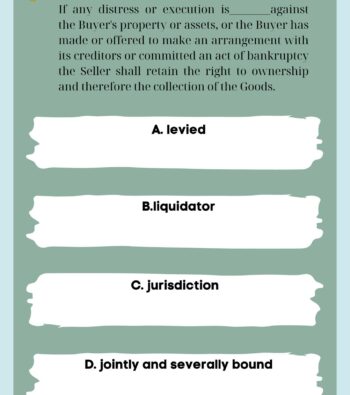 If any distress or execution is_______against
the Buyer's property or assets, or the Buyer has
made or offered to make an arrangement with
its creditors or committed an act of bankruptcy
the Seller shall retain the right to ownership
and therefore the collection of the Goods.
A. levied
B.liquidator
C. jurisdiction
D. jointly and severally bound